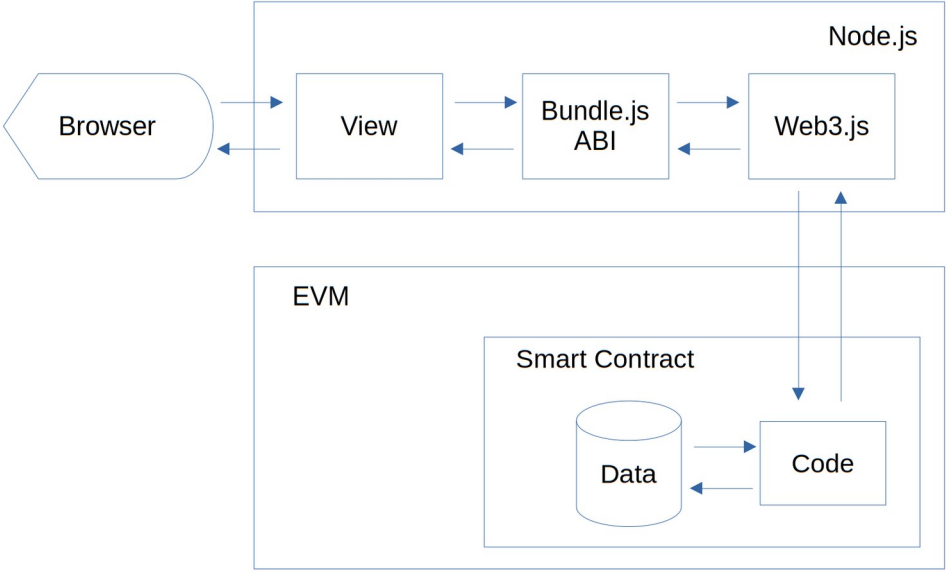 Node.js
Browser
View
Bundle.js
ABI
Web3.js
EVM
Smart Contract
Data
Code